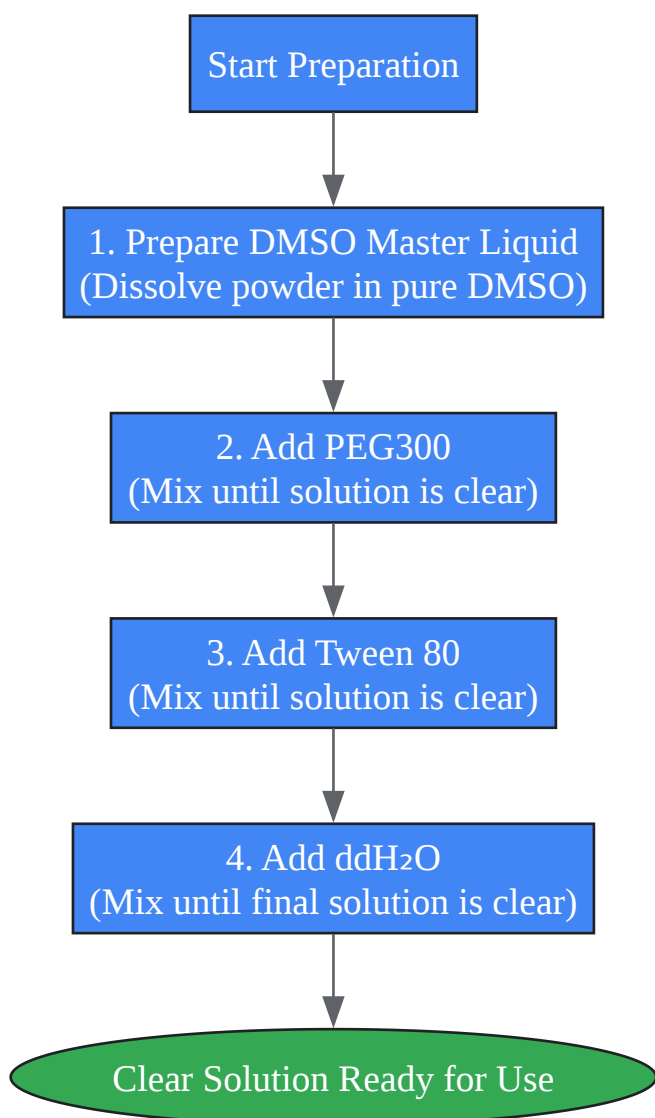 Start Preparation
1. Prepare DMSO Master Liquid
(Dissolve powder in pure DMSO)
2. Add PEG300
(Mix until solution is clear)
3. Add Tween 80
(Mix until solution is clear)
4. Add ddH₂O
(Mix until final solution is clear)
Clear Solution Ready for Use